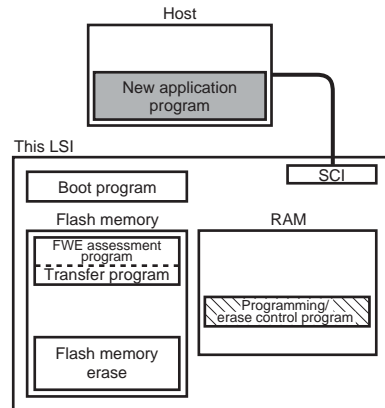 Host
New application
program
This LSI
SCI
Boot program
Flash memory
RAM
FWE assessment
program
Transfer program
Programming/
erase control program
Flash memory
erase